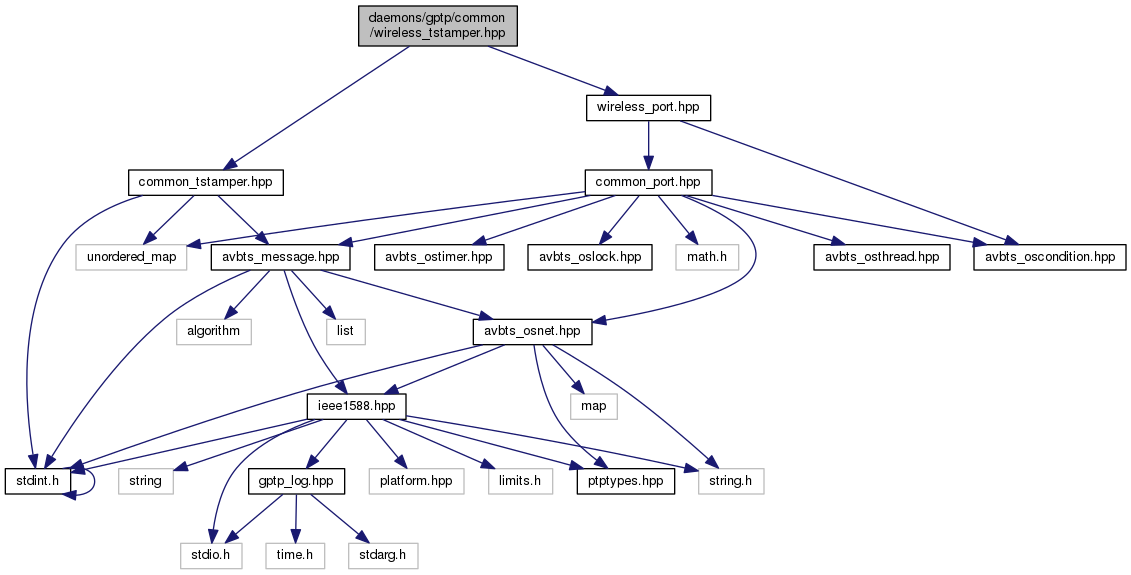 daemons/gptp/common
/wireless_tstamper.hpp
wireless_port.hpp
common_tstamper.hpp
common_port.hpp
unordered_map
avbts_message.hpp
avbts_ostimer.hpp
avbts_oslock.hpp
math.h
avbts_osthread.hpp
avbts_oscondition.hpp
algorithm
list
avbts_osnet.hpp
ieee1588.hpp
map
stdint.h
string
gptp_log.hpp
platform.hpp
limits.h
ptptypes.hpp
string.h
stdio.h
time.h
stdarg.h